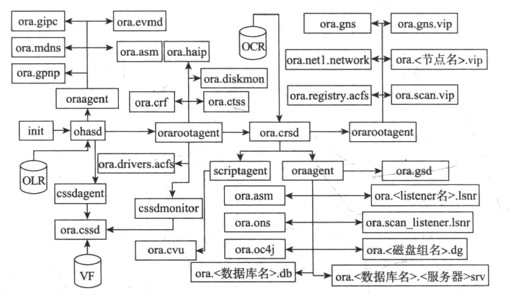 ora.gipc
ora.evmd
ora.mdns
ora.asm
ora.haip
OCR
ora.gns
ora.gns.vip
ora.gpnp
ora.diskmon
ora.net1.network
ora.<节点名>.vip
oraagent
ora.crf
ora.ctss
ora.registry.acfs
ora.scan.vip
init
ohasd
orarootagent
ora.crsd
orarootagent
OLR
ora.drivers.acfs
scriptagent
oraagent
ora.gsd
cssdagent
cssdmonitor
ora.asm
ora.<listener名>.lsnr
ora.cssd
ora.ons
ora.scan_listener.lsnr
ora.cvu
ora.oc4j
ora.<磁盘组名>.dg
VF
ora.<数据库名>.db
ora.<数据库名>.<服务器>srv